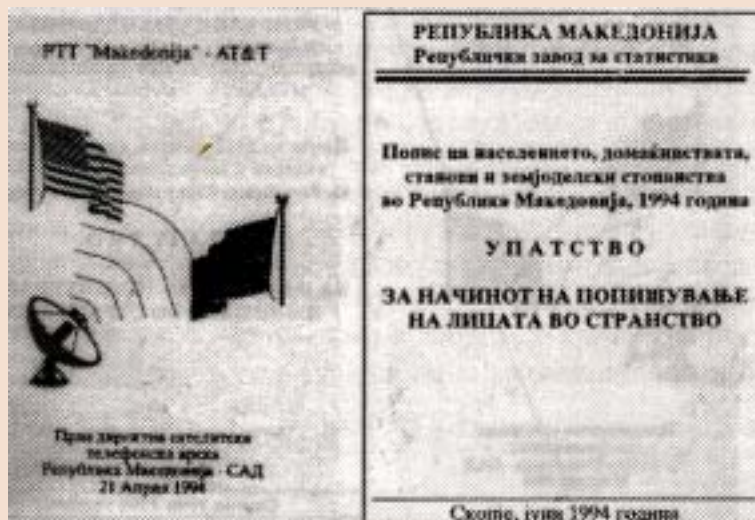 РТТ "Makedonija" - AT&T
Прва директна сателитска
телефонска врска
Република Македонија - САД
21 Април 1994
РЕПУБЛИКА МАКЕДОНИЈА
Републички завод за статистика
Попис на населението, домаќинствата,
станови и земјоделски стопанства
во Република Македонија, 1994 година
УПАТСТВО
ЗА НАЧИНОТ НА ПОПИШУВАЊЕ
НА ЛИЦАТА ВО СТРАНСТВО
Скопје, јуни 1994 година